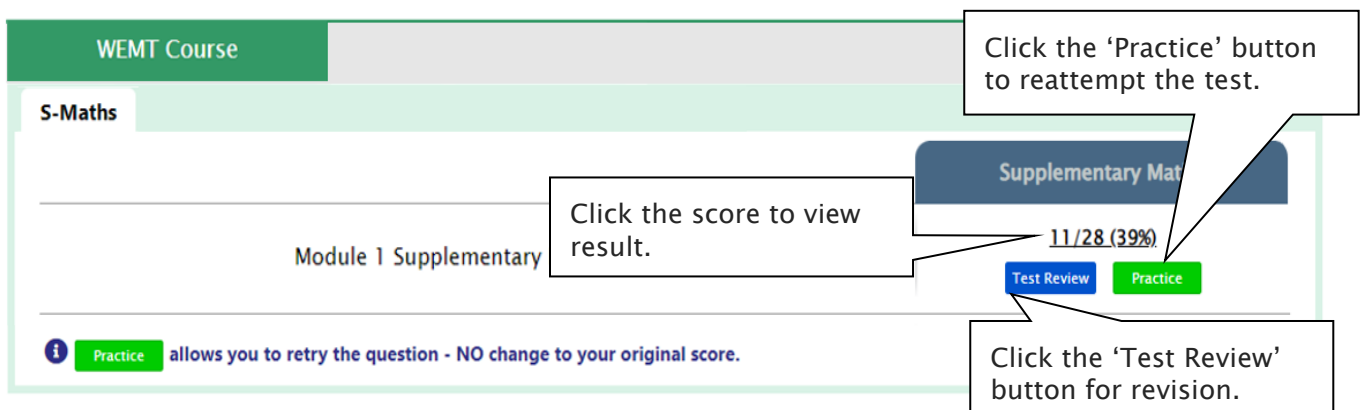 WEMT Course
Click the ‘Practice’ button
to reattempt the test.
S-Maths
Supplementary Mat
Click the score to view
result.
11/28 (39%)
Module 1 Supplementary
Test Review
Practice
Practice allows you to retry the question - NO change to your original score.
Click the ‘Test Review’
button for revision.